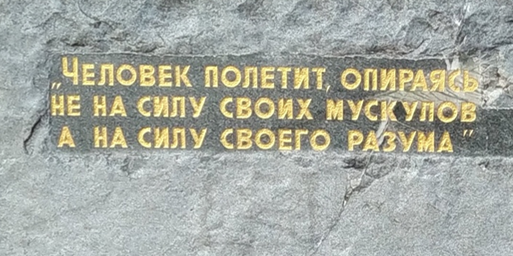 „Человек полетит, опираясь
не на силу своих мускулов
а на силу своего разума"